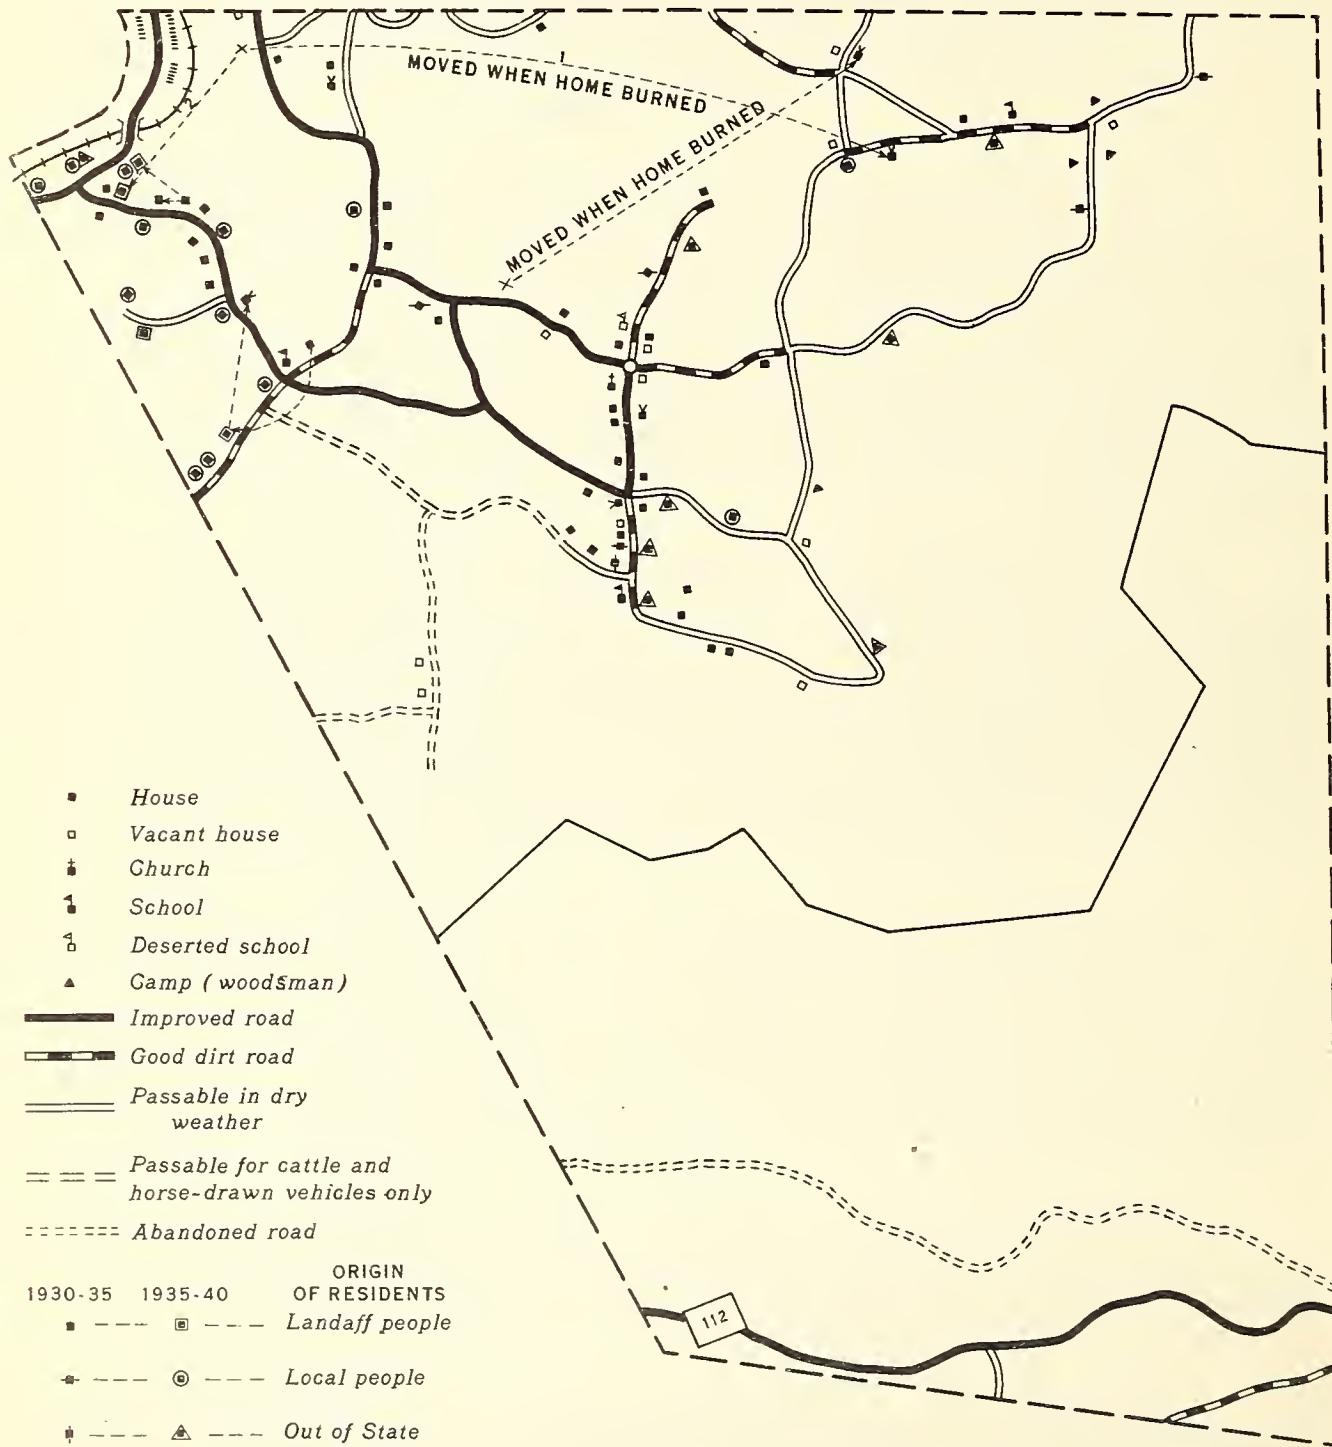 1
MOVED WHEN HOME BURNED
2
MOVED WHEN HOME BURNED
House
Vacant house
Church
School
Deserted school
Camp (woodsman)
Improved road
Good dirt road
Passable in dry
weather
Passable for cattle and
horse-drawn vehicles only
Abandoned road
ORIGIN
1930-35 1935-40 OF RESIDENTS
Landaff people
Local people
Out of State
112